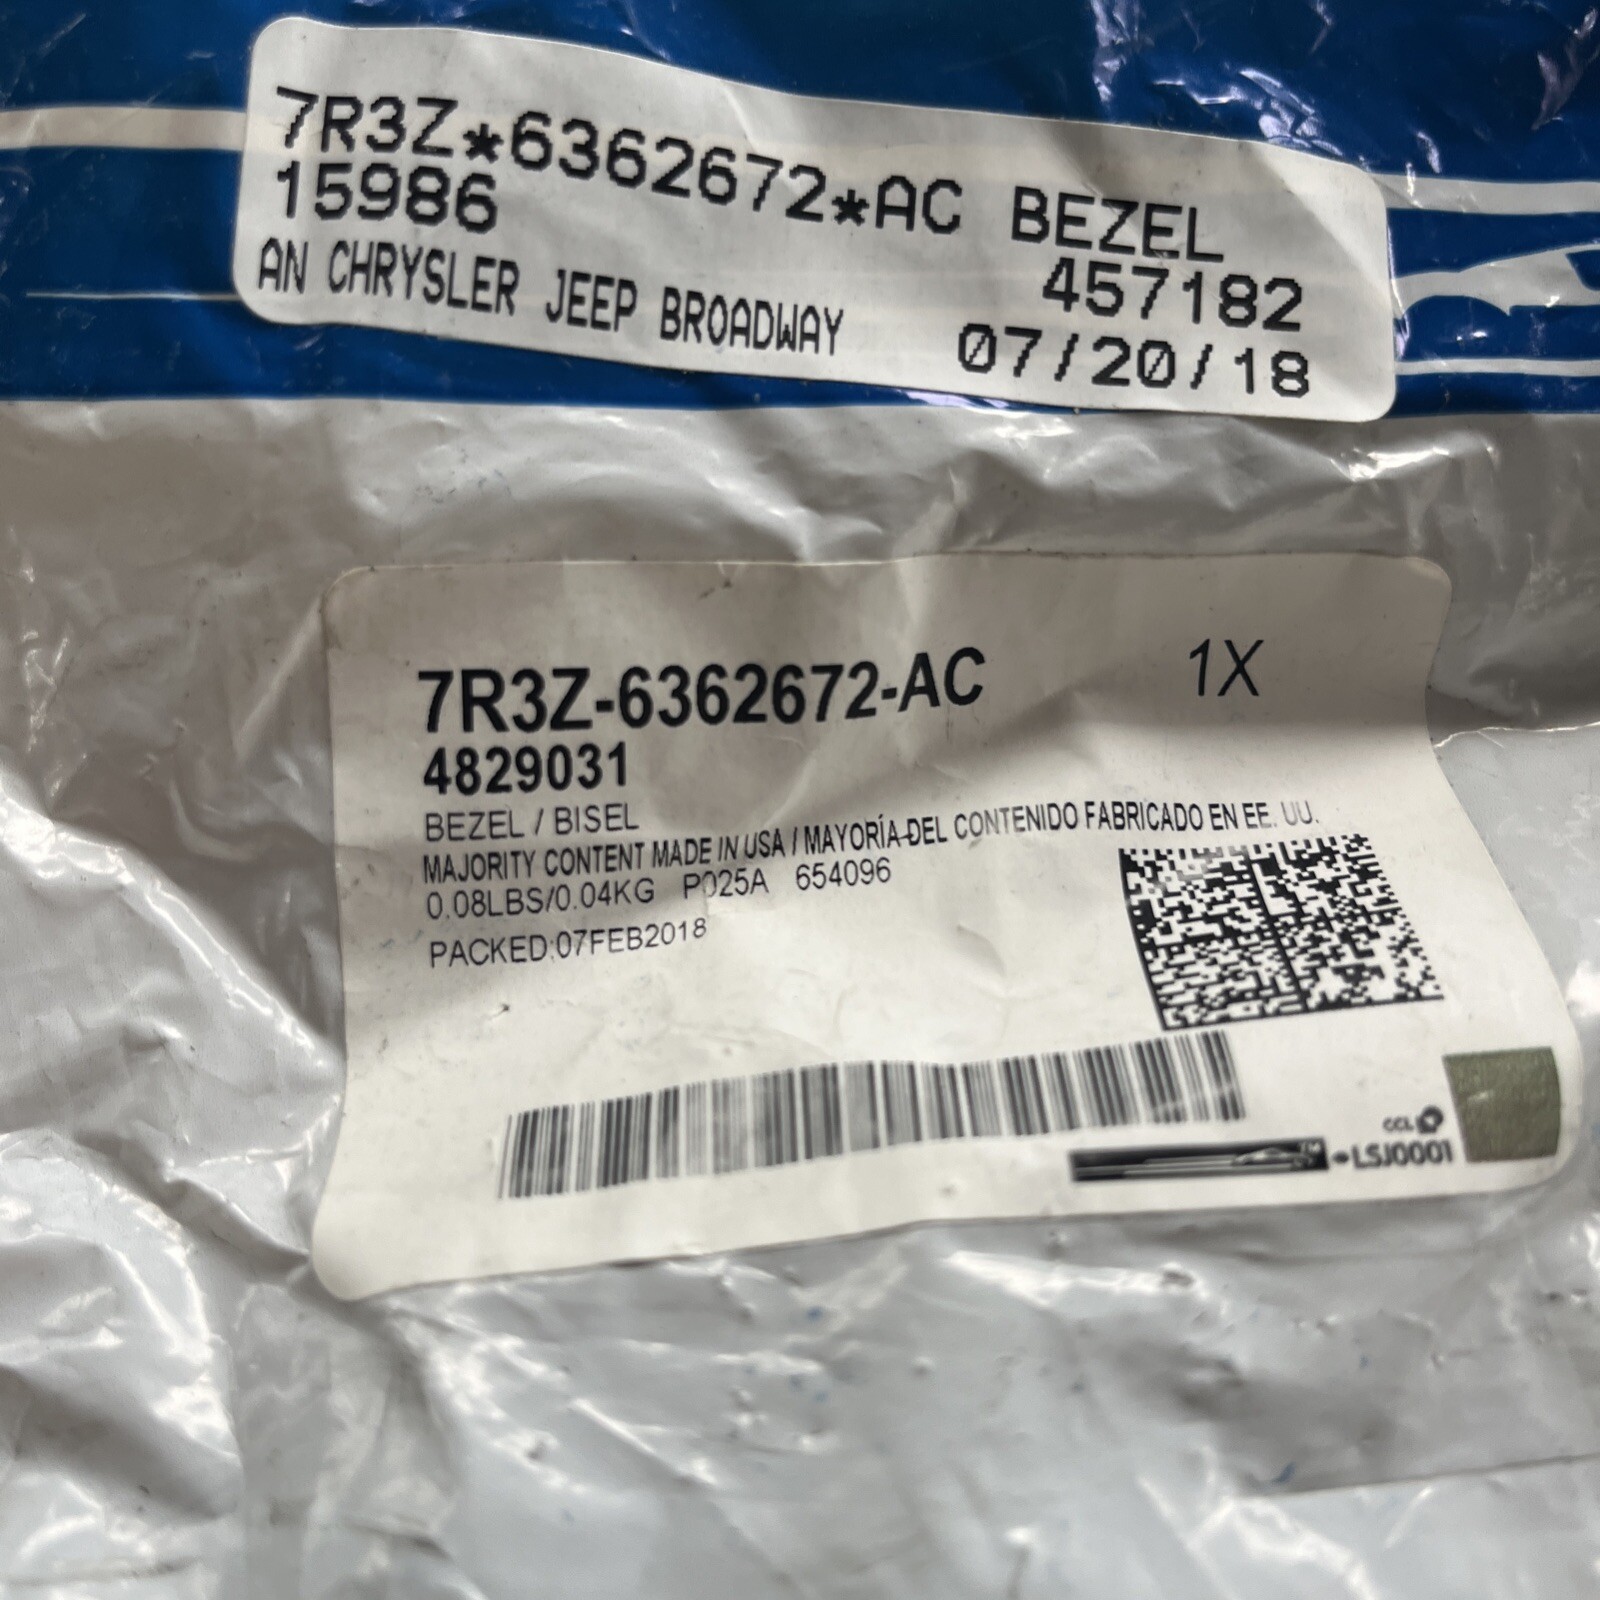 7R3Z*6362672*AC BEZEL
15986 457182
AN CHRYSLER JEEP BROADWAY 07/20/18
7R3Z-6362672-AC 1X
4829031
BEZEL / BISEL
MAJORITY CONTENT MADE IN USA / MAYORÍA DEL CONTENIDO FABRICADO EN EE. UU.
0.08LBS/0.04KG P025A 654096
PACKED:07FEB2018
CCL
LSJ0001